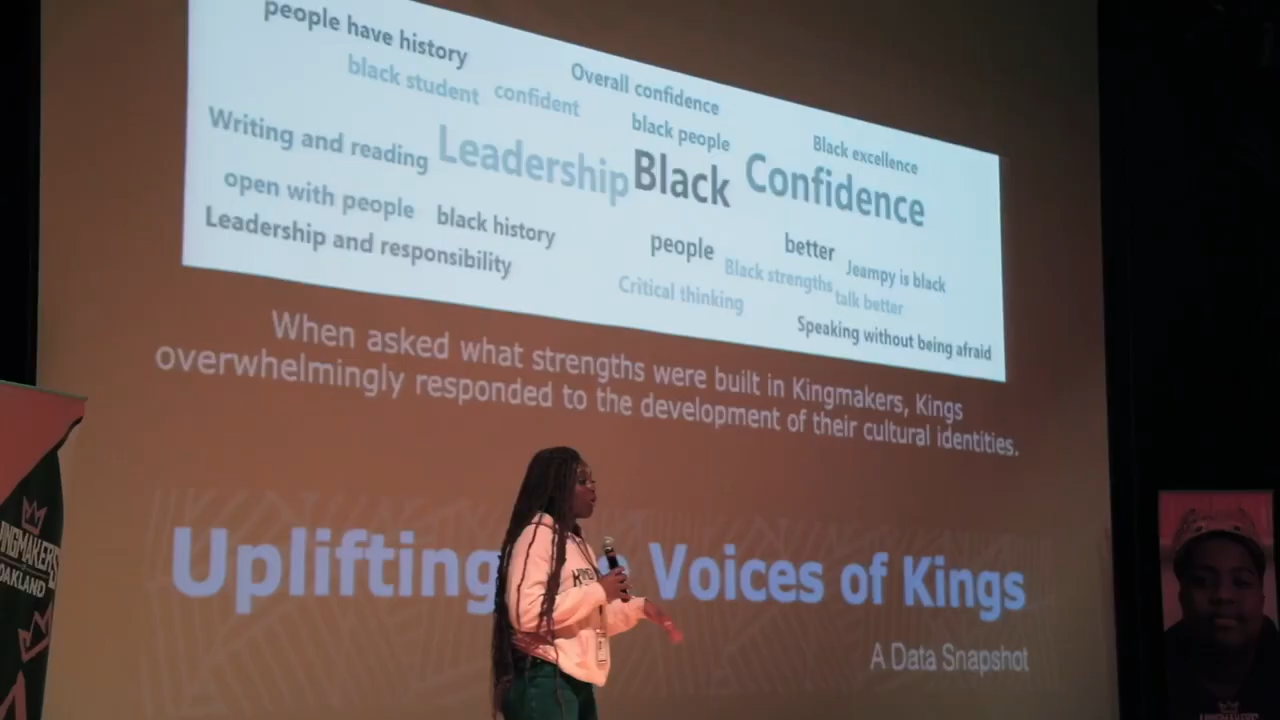 people have history
black student
confident
Overall confidence
black people
Black excellence
Writing and reading
Leadership
Black
Confidence
open with people
black history
Leadership and responsibility
people
better
Jeampy is black
Black strengths
talk better
Critical thinking
Speaking without being afraid
When asked what strengths were built in Kingmakers, Kings
overwhelmingly responded to the development of their cultural identities.
Uplifting Voices of Kings
A Data Snapshot
KINGMAKERS
OAKLAND
KINGMAKERS